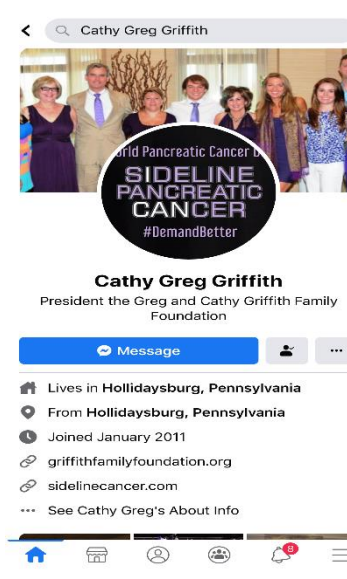 Cathy Greg Griffith
orld Pancreatic Cancer D
SIDELINE
PANCREATIC
CANCER
#DemandBetter
Cathy Greg Griffith
President the Greg and Cathy Griffith Family
Foundation
Message
Lives in Hollidaysburg, Pennsylvania
From Hollidaysburg, Pennsylvania
Joined January 2011
griffithfamilyfoundation.org
sidelinecancer.com
See Cathy Greg's About Info
8